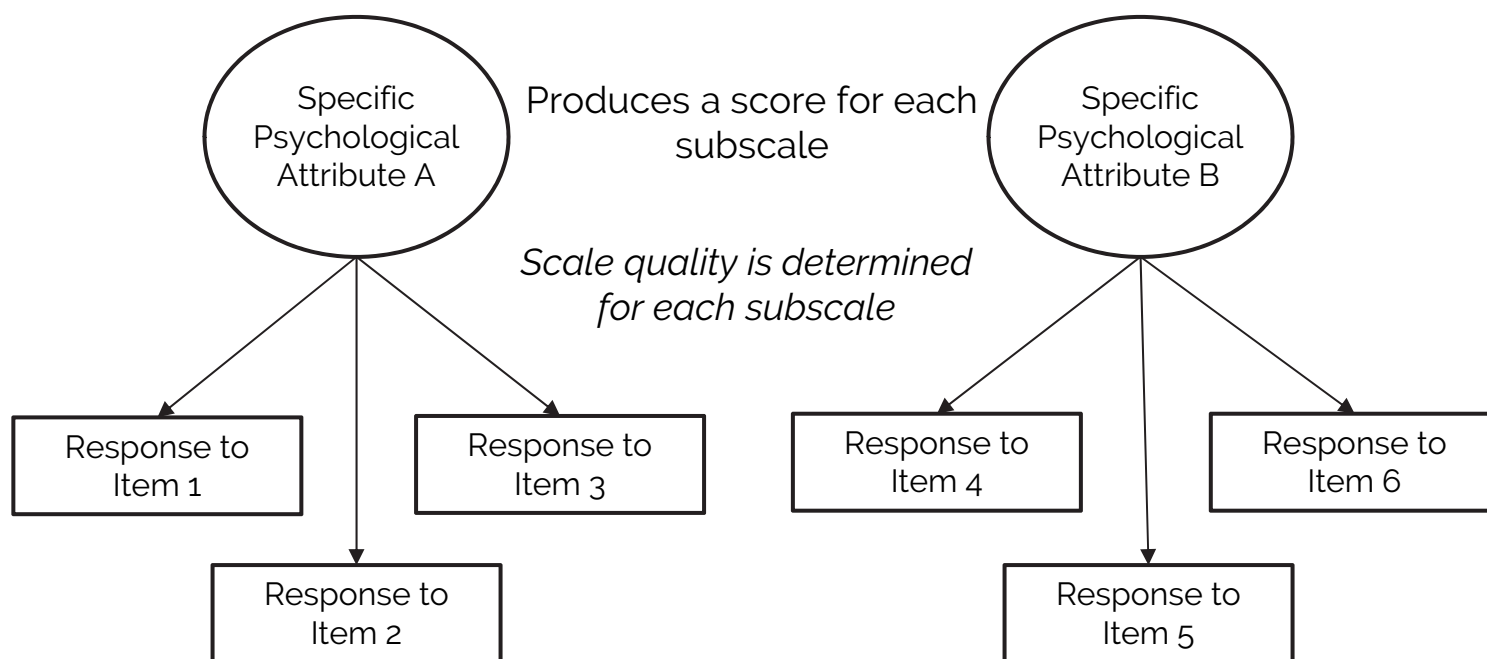 Specific
Psychological
Attribute A
Produces a score for each
subscale
Specific
Psychological
Attribute B
Scale quality is determined
for each subscale
Response to
Item 1
Response to
Item 3
Response to
Item 4
Response to
Item 6
Response to
Item 2
Response to
Item 5